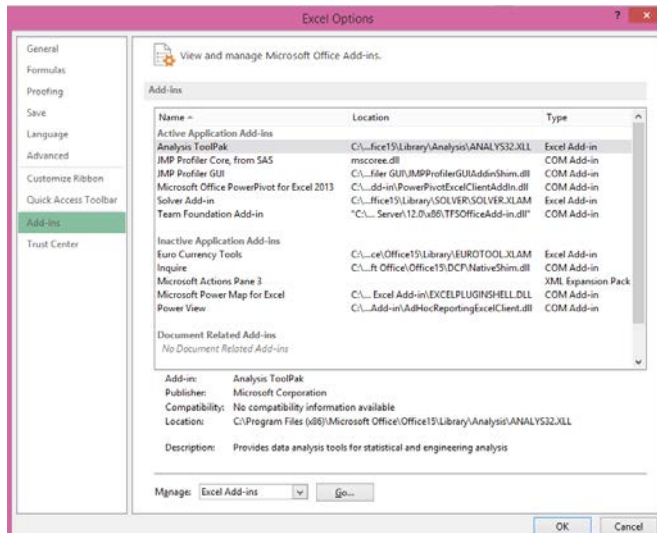 Excel Options
?
General
Formulas
Proofing
Save
Language
Advanced
Customize Ribbon
Quick Access Toolbar
Add-ins
Trust Center
View and manage Microsoft Office Add-ins.
Add-ins
Name Location Type
Active Application Add-ins
Analysis ToolPak C:\...fice15\Library\Analysis\ANALYS32.XLL Excel Add-in
JMP Profiler Core, from SAS mscoree.dll COM Add-in
JMP Profiler GUI C:\...filer GUI\JMPProfilerGUIAddinShim.dll COM Add-in
Microsoft Office PowerPivot for Excel 2013 C:\...dd-in\PowerPivotExcelClientAddIn.dll COM Add-in
Solver Add-in C:\...ffice15\Library\SOLVER\SOLVER.XLAM Excel Add-in
Team Foundation Add-in "C:\... Server\12.0\x86\TFSOfficeAdd-in.dll" COM Add-in
Inactive Application Add-ins
Euro Currency Tools C:\...ce\Office15\Library\EUROTOOL.XLAM Excel Add-in
Inquire C:\...ft Office\Office15\DCF\NativeShim.dll COM Add-in
Microsoft Actions Pane 3 XML Expansion Pack
Microsoft Power Map for Excel C:\... Excel Add-in\EXCELPLUGINSHELL.DLL COM Add-in
Power View C:\...Add-in\AdHocReportingExcelClient.dll COM Add-in
Document Related Add-ins
No Document Related Add-ins
Add-in: Analysis ToolPak
Publisher: Microsoft Corporation
Compatibility: No compatibility information available
Location: C:\Program Files (x86)\Microsoft Office\Office15\Library\Analysis\ANALYS32.XLL
Description: Provides data analysis tools for statistical and engineering analysis
Manage: Excel Add-ins Go...
OK Cancel